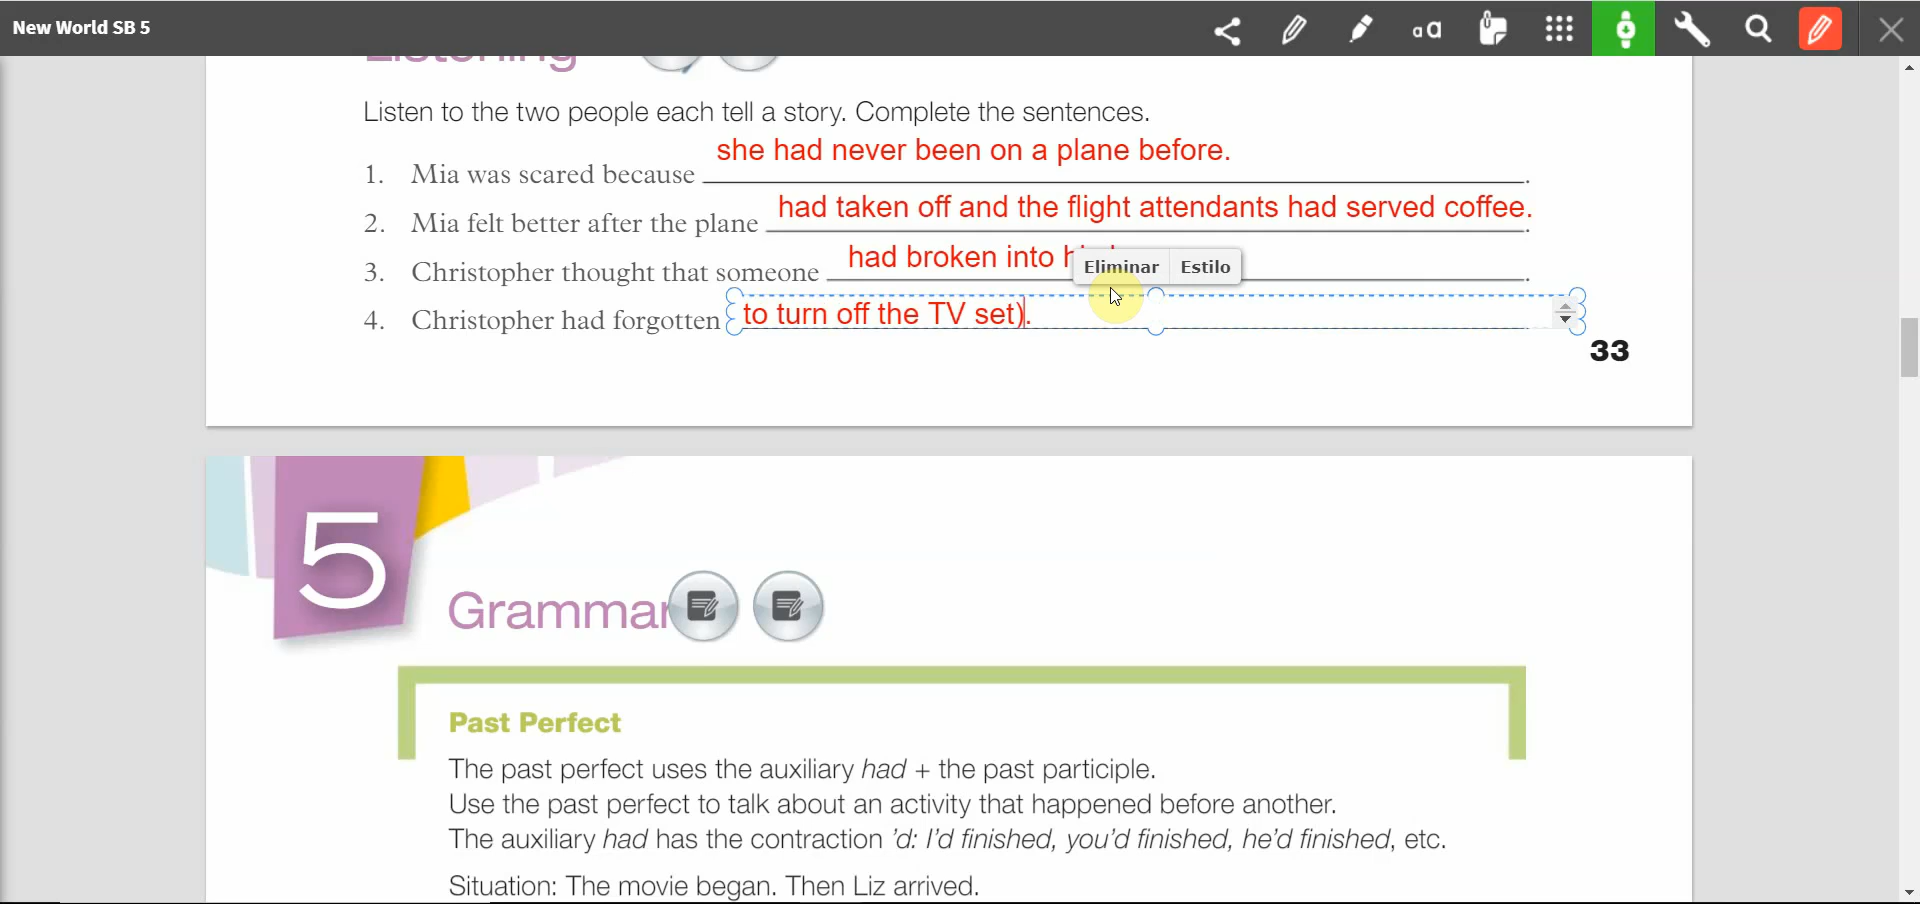 New World SB 5
Listening
Listen to the two people each tell a story. Complete the sentences.
she had never been on a plane before.
1. Mia was scared because ________.
had taken off and the flight attendants had served coffee.
2. Mia felt better after the plane ________.
had broken into
Eliminar Estilo
3. Christopher thought that someone ________.
to turn off the TV set).
4. Christopher had forgotten
33
5
Grammar
Past Perfect
The past perfect uses the auxiliary had + the past participle.
Use the past perfect to talk about an activity that happened before another.
The auxiliary had has the contraction ’d: I’d finished, you’d finished, he’d finished, etc.
Situation: The movie began. Then Liz arrived.